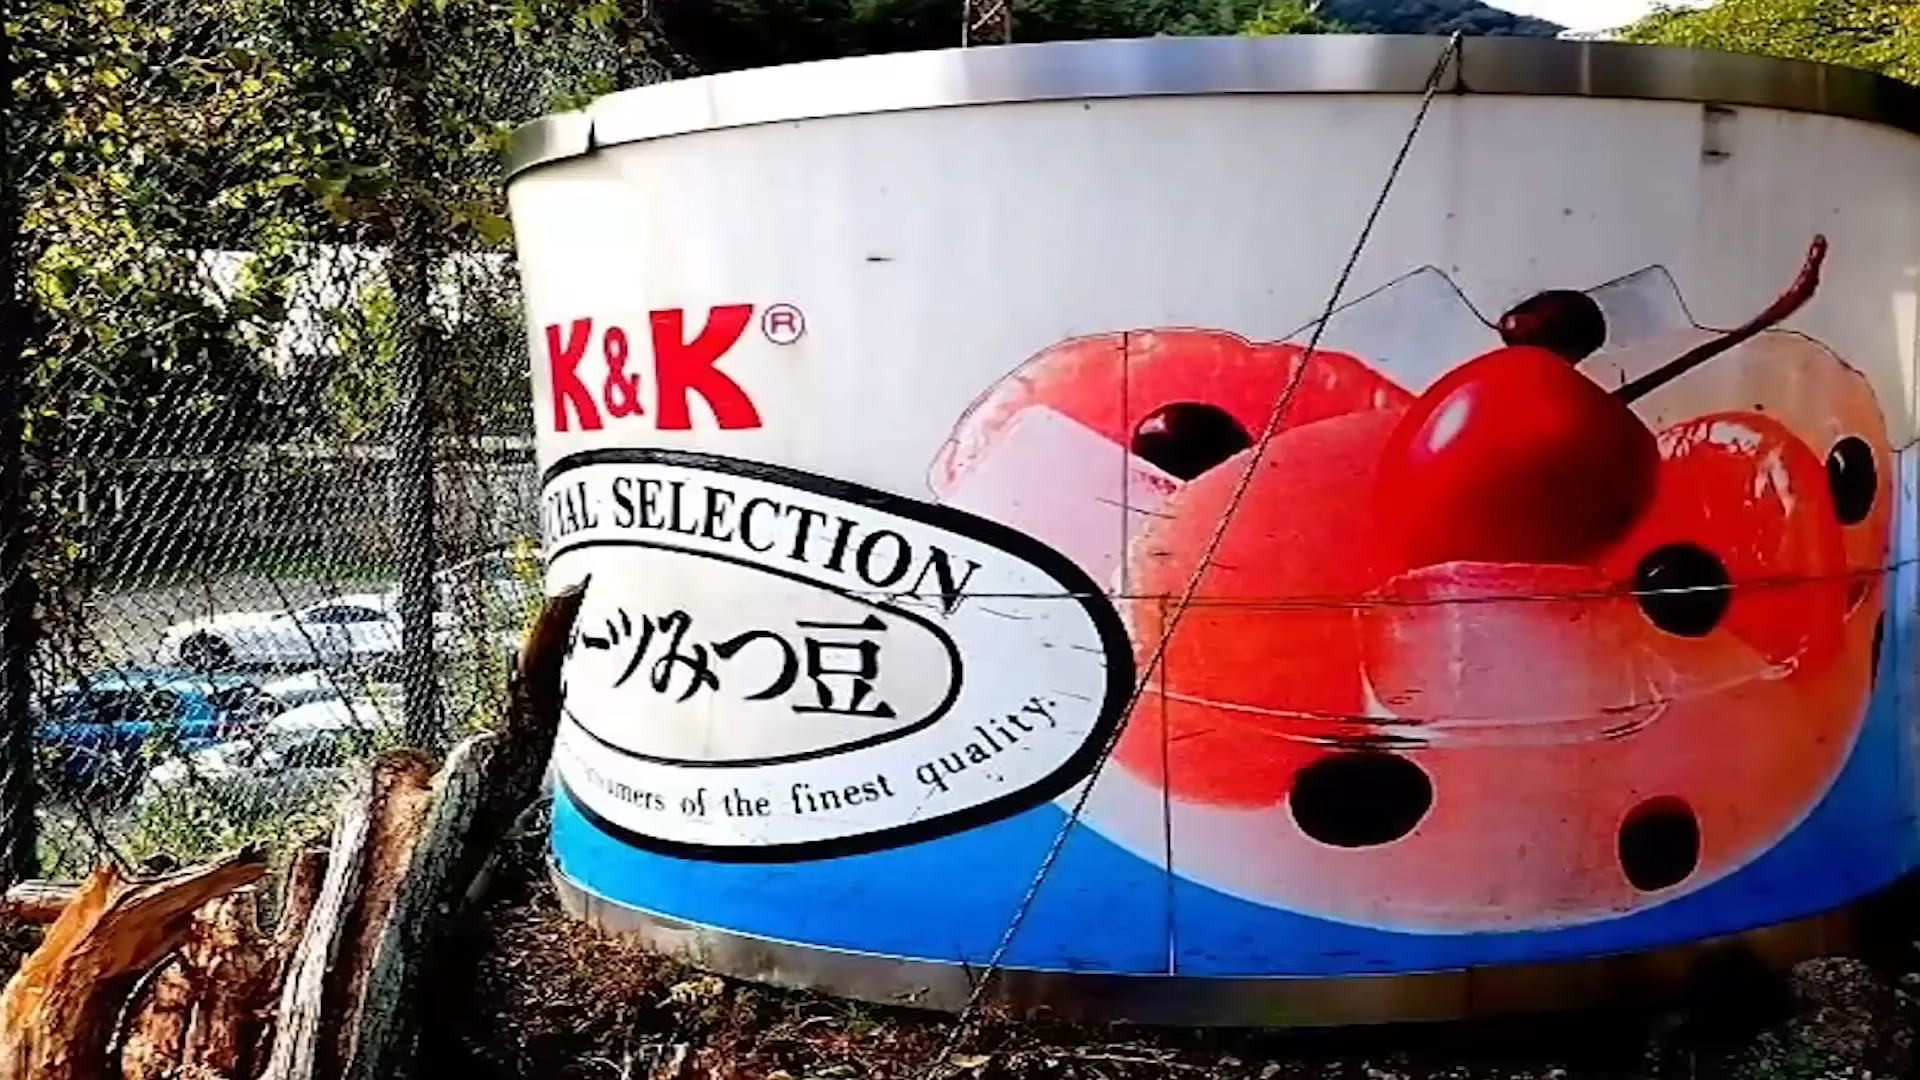 K&K®
SELECTION
ーツみつ豆
of the finest quality.